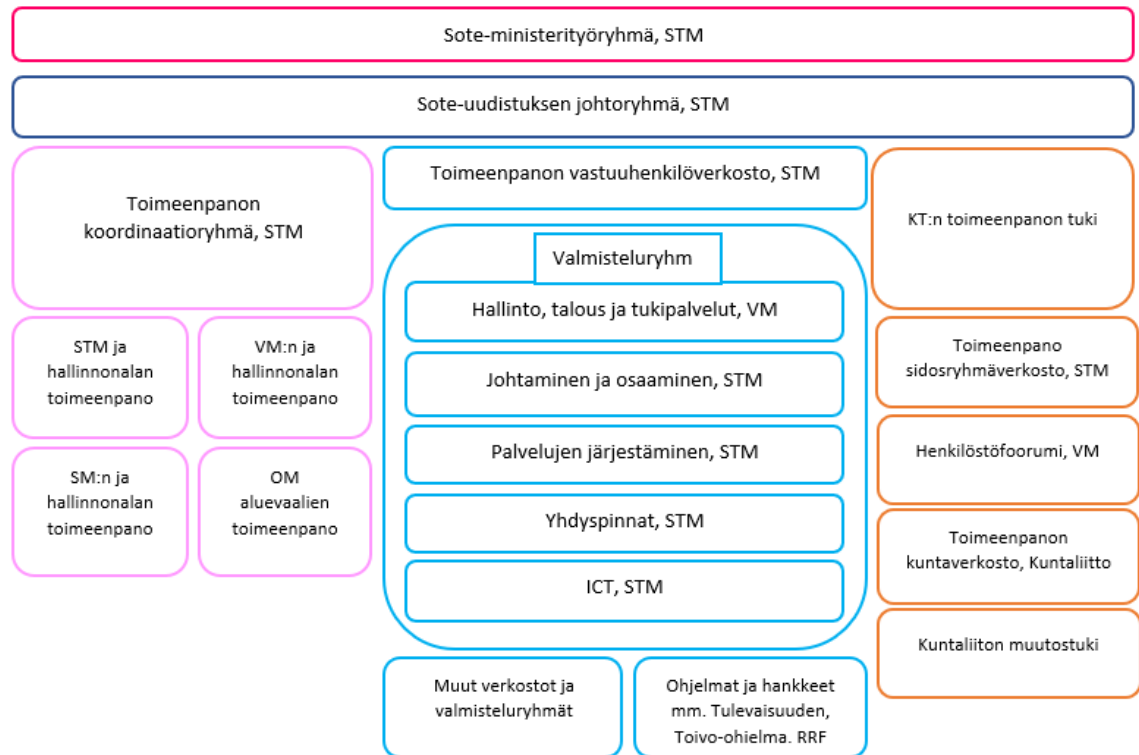 Sote-ministerityöryhmä, STM
Sote-uudistuksen johtoryhmä, STM
Toimeenpanon
koordinaatioryhmä, STM
STM ja
hallinnonalan
toimeenpano
VM:n ja
hallinnonalan
toimeenpano
SM:n ja
hallinnonalan
toimeenpano
OM
aluevaalien
toimeenpano
Toimeenpanon vastuuhenkilöverkosto, STM
Valmisteluryhm
Hallinto, talous ja tukipalvelut, VM
Johtaminen ja osaaminen, STM
Palvelujen järjestäminen, STM
Yhdyspinnat, STM
ICT, STM
Muut verkostot ja
valmisteluryhmät
Ohjelmat ja hankkeet
mm. Tulevaisuuden,
Toivo-ohielma. RRF
KT:n toimeenpanon tuki
Toimeenpano
sidosryhmäverkosto, STM
Henkilöstöfoorumi, VM
Toimeenpanon
kuntaverkosto, Kuntaliitto
Kuntaliiton muutostuki